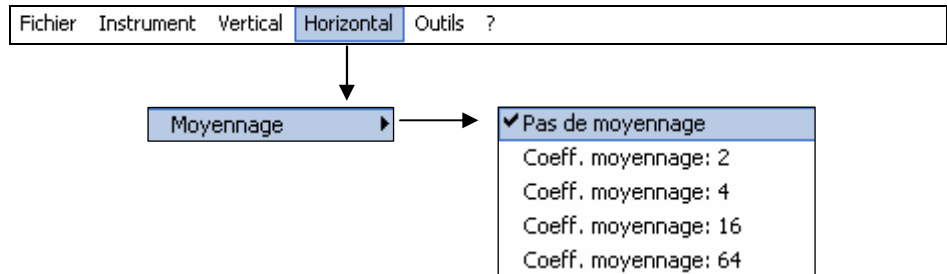 Fichier Instrument Vertical Horizontal Outils ?
Moyennage
Pas de moyennage
Coeff. moyennage: 2
Coeff. moyennage: 4
Coeff. moyennage: 16
Coeff. moyennage: 64